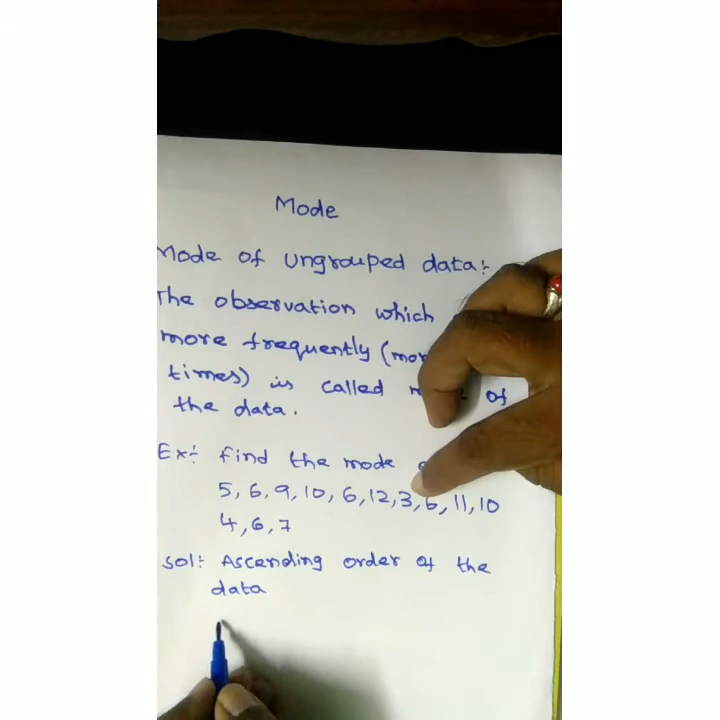 Mode
Mode of ungrouped data:-
The observation which
more frequently (mor
times) is called of
the data.
Ex:- find the mode
5, 6, 9, 10, 6, 12, 3, 6, 11, 10
4, 6, 7
Sol:- Ascending order of the
data